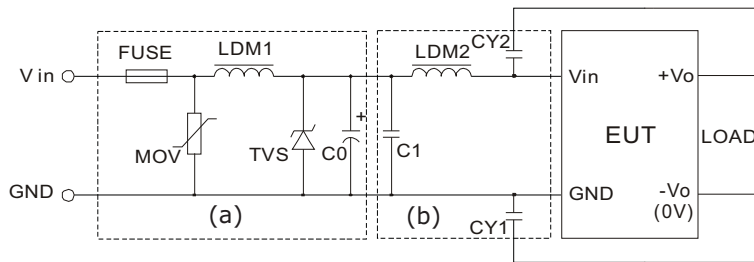 FUSE
LDM1
LDM2
CY2
V in
Vin
+Vo
MOV
TVS
C0
+
C1
EUT
LOAD
GND
GND
-Vo
(0V)
(a)
(b)
CY1